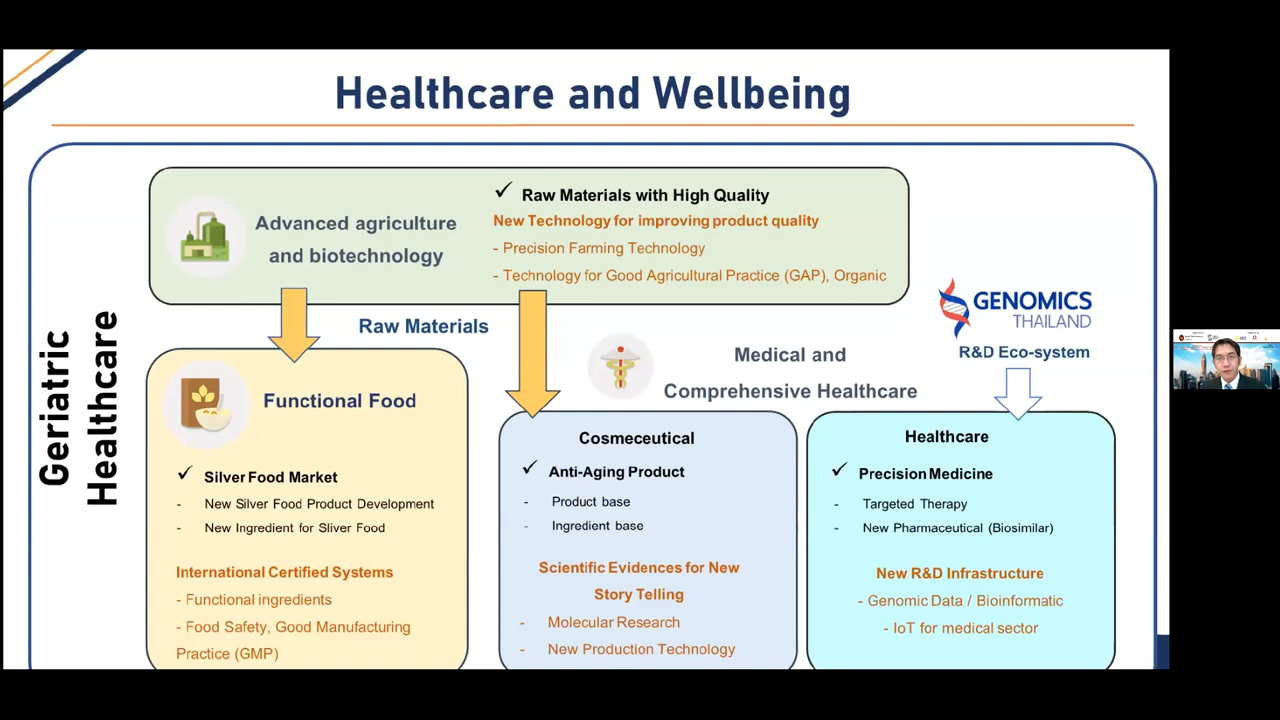 Healthcare and Wellbeing
Geriatric
Healthcare
Advanced agriculture
and biotechnology
✓ Raw Materials with High Quality
New Technology for improving product quality
- Precision Farming Technology
- Technology for Good Agricultural Practice (GAP), Organic
Raw Materials
GENOMICS
THAILAND
R&D Eco-system
Medical and
Comprehensive Healthcare
Functional Food
✓ Silver Food Market
- New Silver Food Product Development
- New Ingredient for Sliver Food
International Certified Systems
- Functional ingredients
- Food Safety, Good Manufacturing
Practice (GMP)
Cosmeceutical
✓ Anti-Aging Product
- Product base
- Ingredient base
Scientific Evidences for New
Story Telling
- Molecular Research
- New Production Technology
Healthcare
✓ Precision Medicine
- Targeted Therapy
- New Pharmaceutical (Biosimilar)
New R&D Infrastructure
- Genomic Data / Bioinformatic
- IoT for medical sector